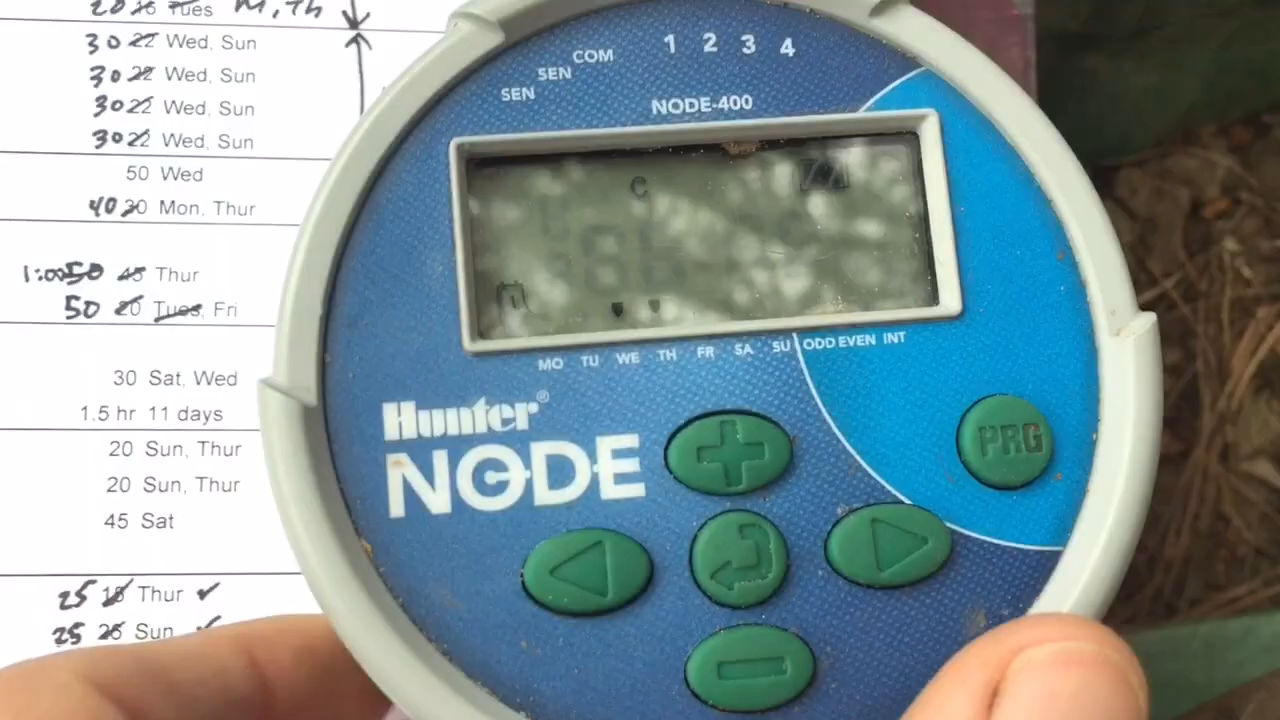 20 16 Tues M, Th
30 22 Wed, Sun
30 22 Wed, Sun
30 22 Wed, Sun
30 22 Wed, Sun
50 Wed
40 30 Mon, Thur
1:00 50 45 Thur
50 20 Tues, Fri
30 Sat, Wed
1.5 hr 11 days
20 Sun, Thur
20 Sun, Thur
45 Sat
25 15 Thur ✓
25 Sun ✓
SEN SEN COM 1 2 3 4
NODE-400
C
MO TU WE TH FR SA SU ODD EVEN INT
Hunter®
NODE
PRG